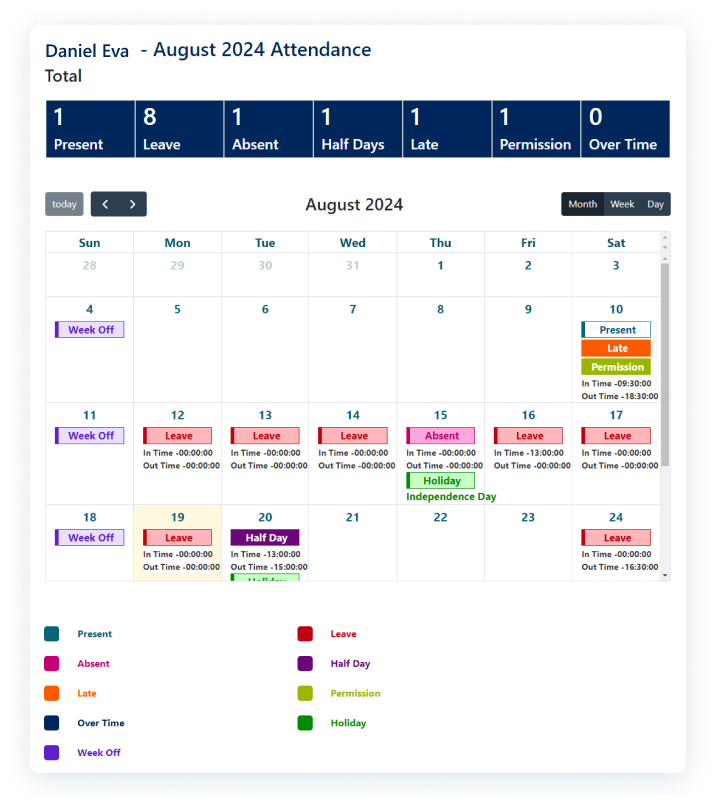 Daniel Eva - August 2024 Attendance
Total
1 8 1 1 1 1 0
Present Leave Absent Half Days Late Permission Over Time
today August 2024 Month Week Day
Sun Mon Tue Wed Thu Fri Sat
28 29 30 31 1 2 3
4 5 6 7 8 9 10
Week Off Present
Late
Permission
In Time -09:30:00
Out Time -18:30:00
11 12 13 14 15 16 17
Week Off Leave Leave Leave Absent Leave Leave
In Time -00:00:00 In Time -00:00:00 In Time -00:00:00 In Time -00:00:00 In Time -13:00:00 In Time -00:00:00
Out Time -00:00:00 Out Time -00:00:00 Out Time -00:00:00 Out Time -00:00:00 Out Time -00:00:00 Out Time -00:00:00
Holiday
Independence Day
18 19 20 21 22 23 24
Week Off Leave Half Day Leave
In Time -00:00:00 In Time -13:00:00 In Time -00:00:00
Out Time -00:00:00 Out Time -15:00:00 Out Time -16:30:00
Holiday
Present Leave
Absent Half Day
Late Permission
Over Time Holiday
Week Off